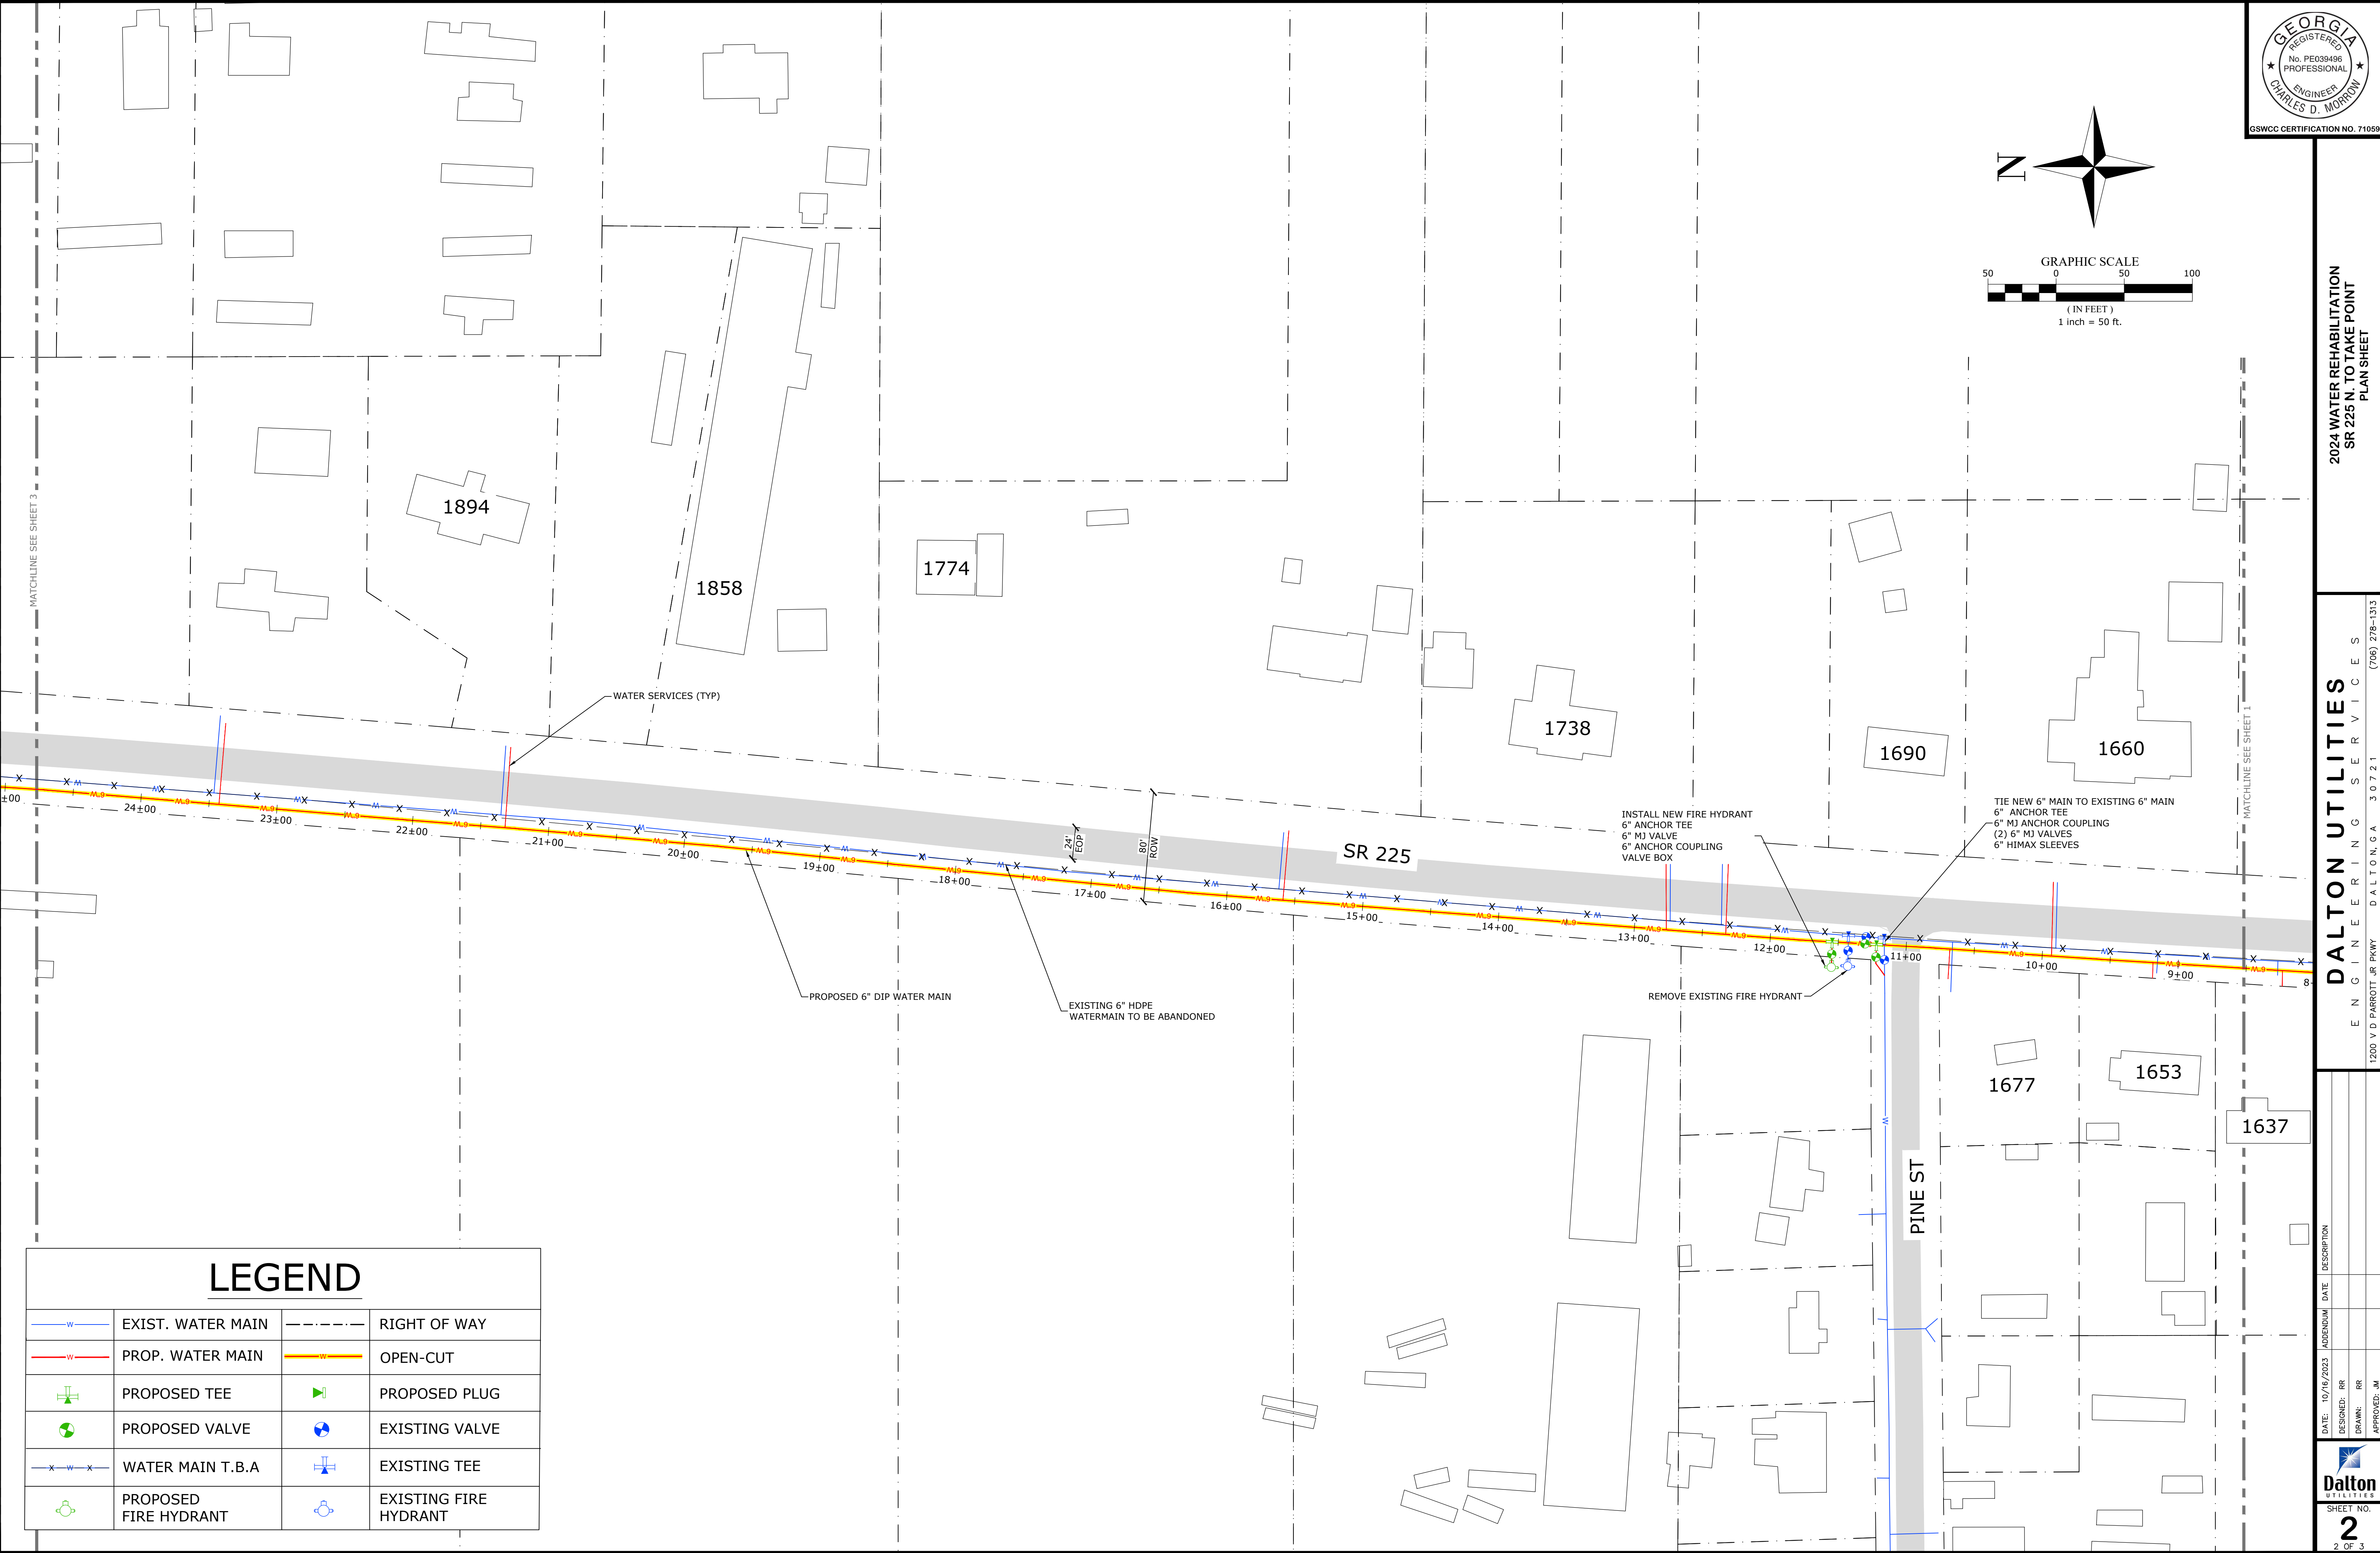 GEORGIA
REGISTERED
No. PE039496
PROFESSIONAL
ENGINEER
CHARLES D. MORROW
GSWCC CERTIFICATION NO. 71059
N
GRAPHIC SCALE
50 0 50 100
( IN FEET )
1 inch = 50 ft.
2024 WATER REHABILITATION
SR 225 N. TO TAKE POINT
PLAN SHEET
DALTON UTILITIES
ENGINEERING SERVICES
1200 V D PARROTT JR PKWY DALTON, GA 30721 (706) 278-1313
DESCRIPTION
DATE
ADDENDUM
DATE: 10/16/2023
DESIGNED: RR
DRAWN: RR
APPROVED: JM
Dalton
UTILITIES
SHEET NO.
2
2 OF 3
MATCHLINE SEE SHEET 3
MATCHLINE SEE SHEET 1
1894
1858
1774
1738
1690
1660
WATER SERVICES (TYP)
24'
EOP
80'
ROW
SR 225
INSTALL NEW FIRE HYDRANT
6" ANCHOR TEE
6" MJ VALVE
6" ANCHOR COUPLING
VALVE BOX
TIE NEW 6" MAIN TO EXISTING 6" MAIN
6" ANCHOR TEE
6" MJ ANCHOR COUPLING
(2) 6" MJ VALVES
6" HIMAX SLEEVES
±00
24±00
23±00
22±00
21+00
20±00
19±00
18+00
17±00
16±00
15+00
14+00
13+00
12±00
11+00
10+00
9+00
8
PROPOSED 6" DIP WATER MAIN
EXISTING 6" HDPE
WATERMAIN TO BE ABANDONED
REMOVE EXISTING FIRE HYDRANT
1677
1653
1637
PINE ST
LEGEND
W EXIST. WATER MAIN
RIGHT OF WAY
W PROP. WATER MAIN
W OPEN-CUT
PROPOSED TEE
PROPOSED PLUG
PROPOSED VALVE
EXISTING VALVE
X W X WATER MAIN T.B.A
EXISTING TEE
PROPOSED
FIRE HYDRANT
EXISTING FIRE
HYDRANT